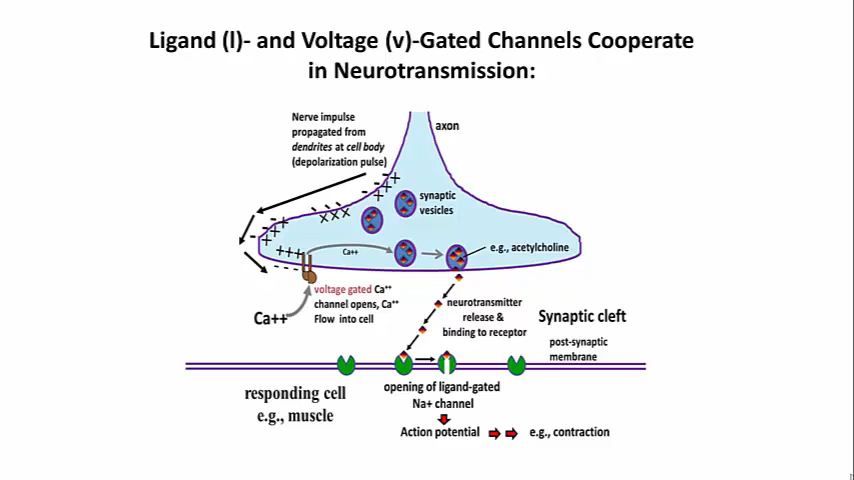 Ligand (l)- and Voltage (v)-Gated Channels Cooperate
in Neurotransmission:
Nerve impulse
propagated from
dendrites at cell body
(depolarization pulse)
axon
synaptic
vesicles
e.g., acetylcholine
Ca++
voltage gated Ca++
channel opens, Ca++
Flow into cell
Ca++
neurotransmitter
release &
binding to receptor
Synaptic cleft
post-synaptic
membrane
responding cell
e.g., muscle
opening of ligand-gated
Na+ channel
Action potential
e.g., contraction